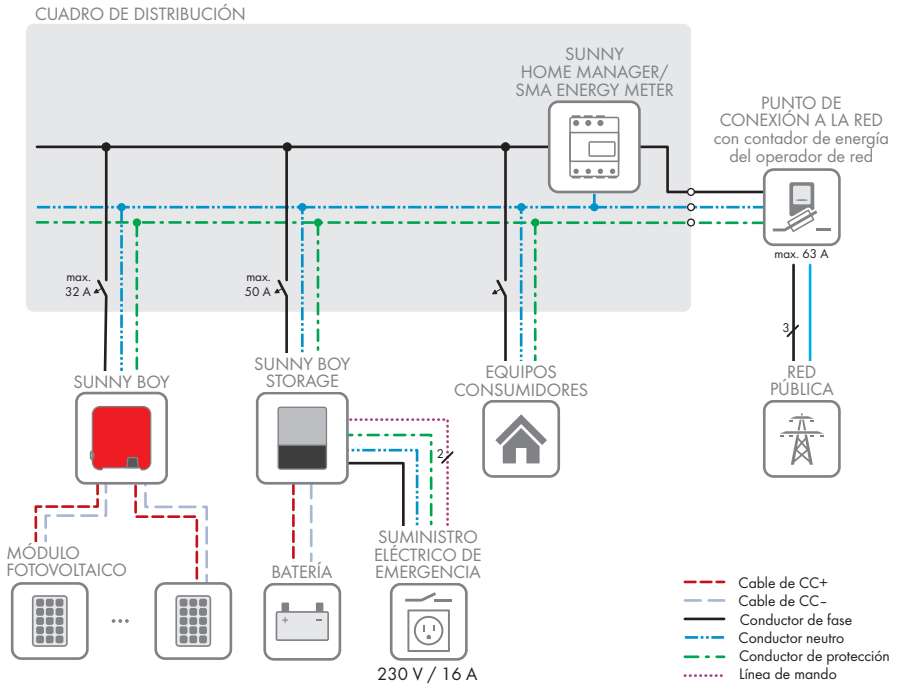 CUADRO DE DISTRIBUCIÓN
SUNNY
HOME MANAGER/
SMA ENERGY METER
PUNTO DE
CONEXIÓN A LA RED
con contador de energía
del operador de red
max. 63 A
max.
32 A
max.
50 A
3
SUNNY BOY
SUNNY BOY
STORAGE
EQUIPOS
CONSUMIDORES
RED
PÚBLICA
2
MÓDULO
FOTOVOLTAICO
...
BATERÍA
+ -
SUMINISTRO
ELÉCTRICO DE
EMERGENCIA
230 V / 16 A
Cable de CC+
Cable de CC–
Conductor de fase
Conductor neutro
Conductor de protección
Línea de mando